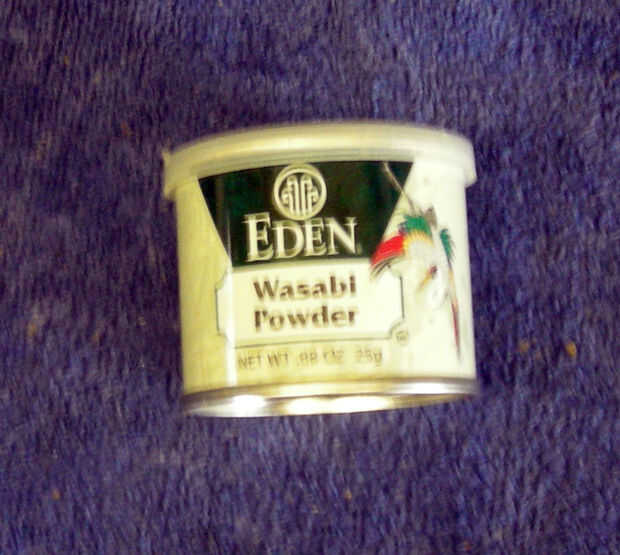 EDEN
Wasabi
Powder
NET WT .88 OZ 25g